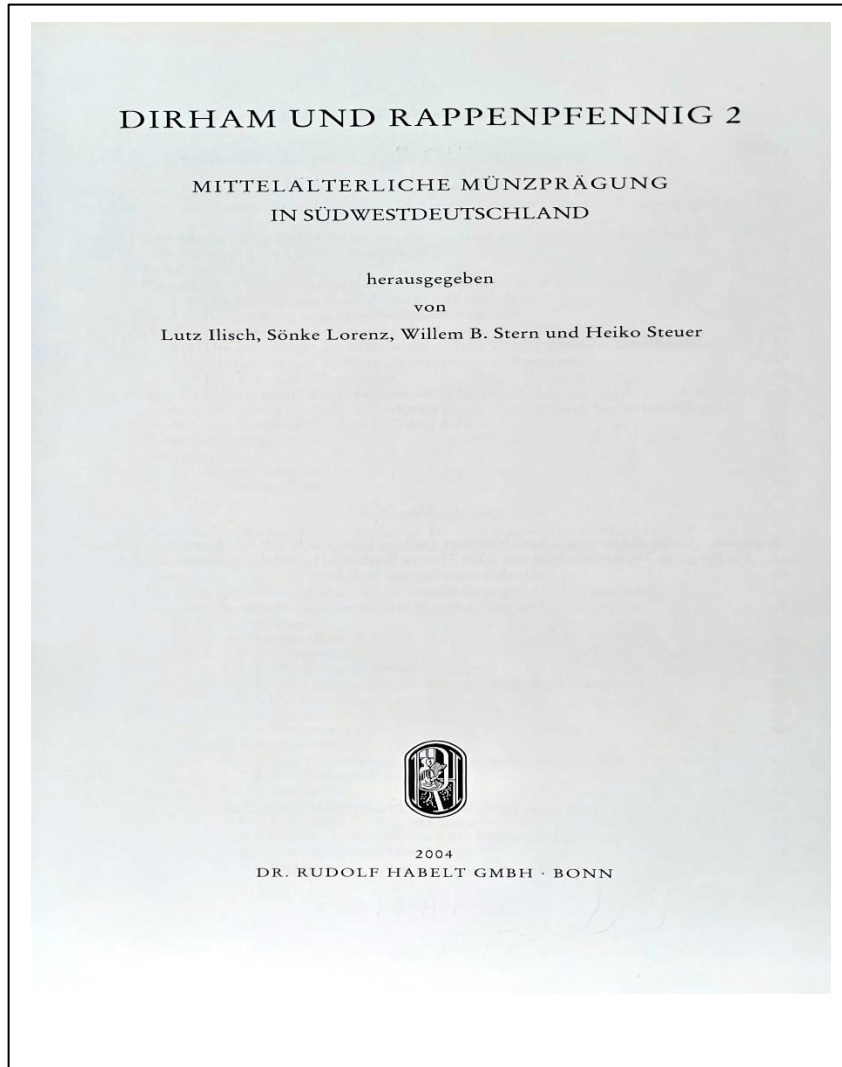 DIRHAM UND RAPPENPFENNIG 2
MITTELALTERLICHE MÜNZPRÄGUNG
IN SÜDWESTDEUTSCHLAND
herausgegeben
von
Lutz Ilisch, Sönke Lorenz, Willem B. Stern und Heiko Steuer
2004
DR. RUDOLF HABELT GMBH · BONN